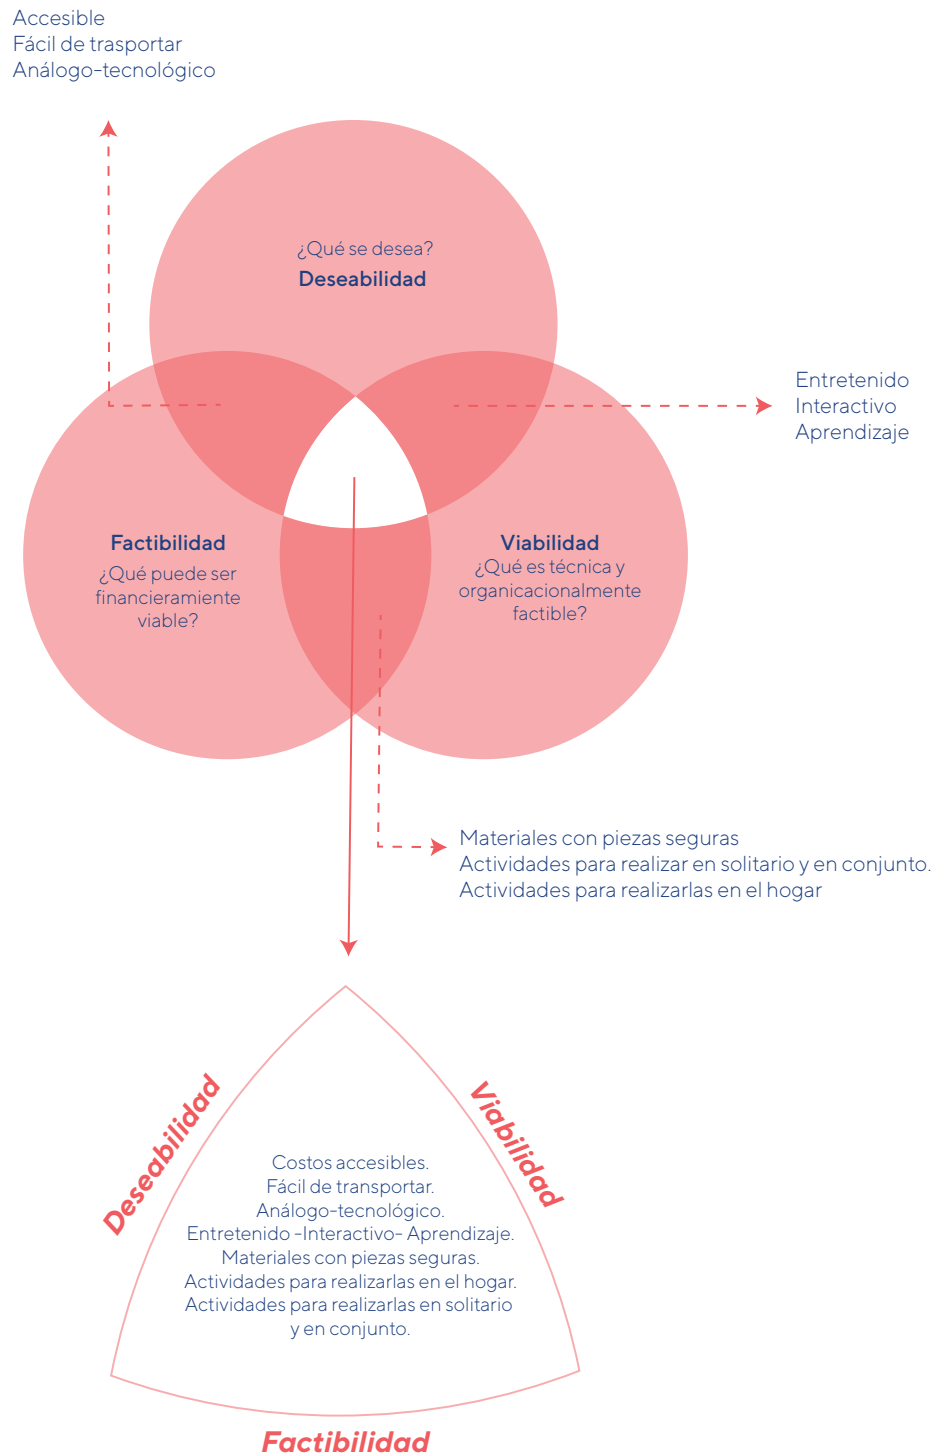 Accesible
Fácil de trasportar
Análogo-tecnológico
¿Qué se desea?
Deseabilidad
Entretenido
Interactivo
Aprendizaje
Factibilidad
¿Qué puede ser
financieramiente
viable?
Viabilidad
¿Qué es técnica y
organicacionalmente
factible?
Materiales con piezas seguras
Actividades para realizar en solitario y en conjunto.
Actividades para realizarlas en el hogar
Deseabilidad
Viabilidad
Costos accesibles.
Fácil de transportar.
Análogo-tecnológico.
Entretenido -Interactivo- Aprendizaje.
Materiales con piezas seguras.
Actividades para realizarlas en el hogar.
Actividades para realizarlas en solitario
y en conjunto.
Factibilidad